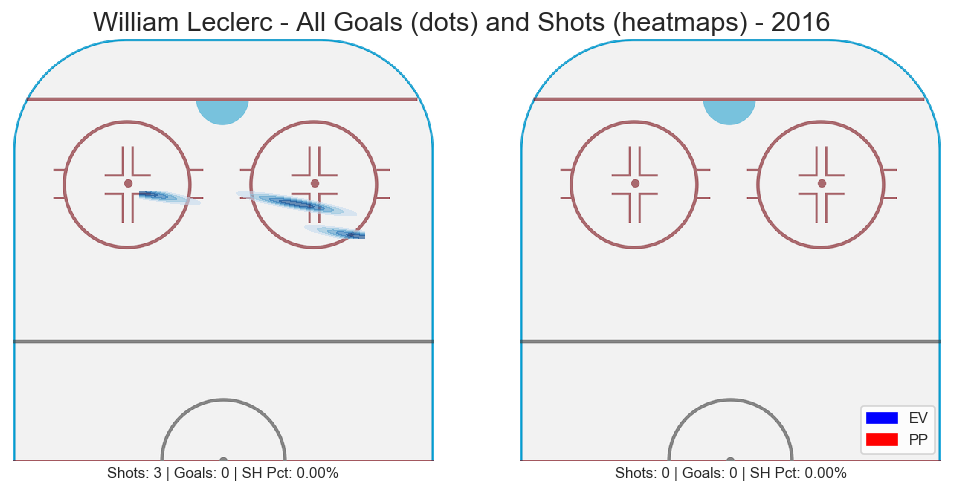 William Leclerc - All Goals (dots) and Shots (heatmaps) - 2016
EV
PP
Shots: 3 | Goals: 0 | SH Pct: 0.00%
Shots: 0 | Goals: 0 | SH Pct: 0.00%